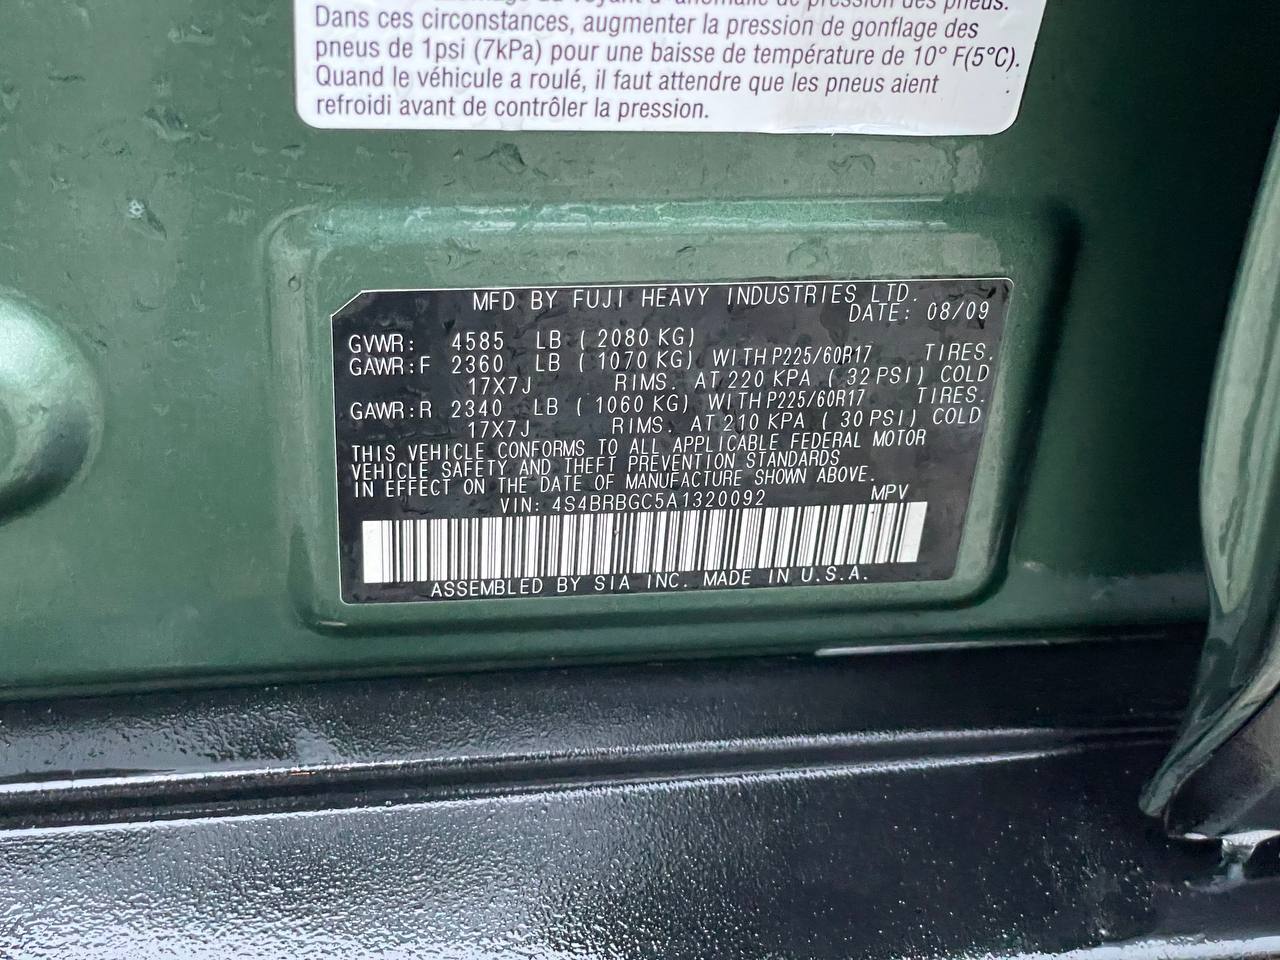 de pression des pneus.
Dans ces circonstances, augmenter la pression de gonflage des
pneus de 1psi (7kPa) pour une baisse de température de 10° F(5°C).
Quand le véhicule a roulé, il faut attendre que les pneus aient
refroidi avant de contrôler la pression.
MFD BY FUJI HEAVY INDUSTRIES LTD.
DATE: 08/09
GVWR: 4585 LB ( 2080 KG)
GAWR:F 2360 LB ( 1070 KG) WITH P225/60R17 TIRES.
17X7J RIMS. AT 220 KPA ( 32 PSI) COLD
GAWR:R 2340 LB ( 1060 KG) WITH P225/60R17 TIRES.
17X7J RIMS. AT 210 KPA ( 30 PSI) COLD
THIS VEHICLE CONFORMS TO ALL APPLICABLE FEDERAL MOTOR
VEHICLE SAFETY AND THEFT PREVENTION STANDARDS
IN EFFECT ON THE DATE OF MANUFACTURE SHOWN ABOVE.
VIN: 4S4BRBGC5A1320092 MPV
ASSEMBLED BY SIA INC. MADE IN U.S.A.